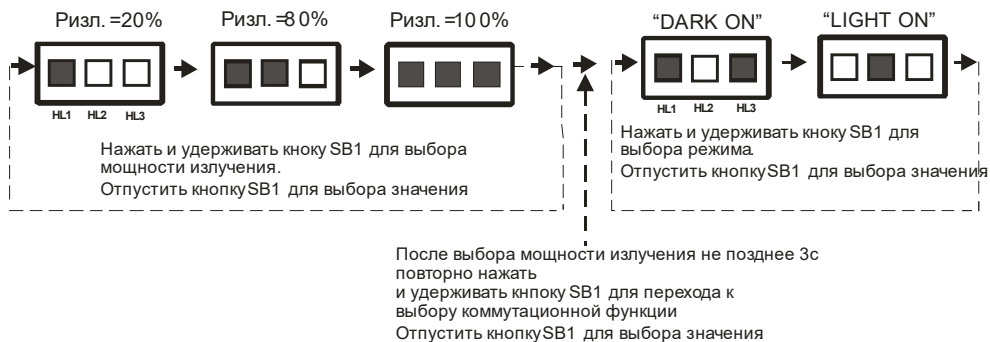 Ризл. =20%
Ризл. =80%
Ризл. =100%
“DARK ON”
“LIGHT ON”
HL1 HL2 HL3
HL1 HL2 HL3
Нажать и удерживать кноку SB1 для выбора
мощности излучения.
Отпустить кнопку SB1 для выбора значения
Нажать и удерживать кноку SB1 для
выбора режима.
Отпустить кнопку SB1 для выбора значения
После выбора мощности излучения не позднее 3с
повторно нажать
и удерживать кнпоку SB1 для перехода к
выбору коммутационной функции
Отпустить кнопку SB1 для выбора значения